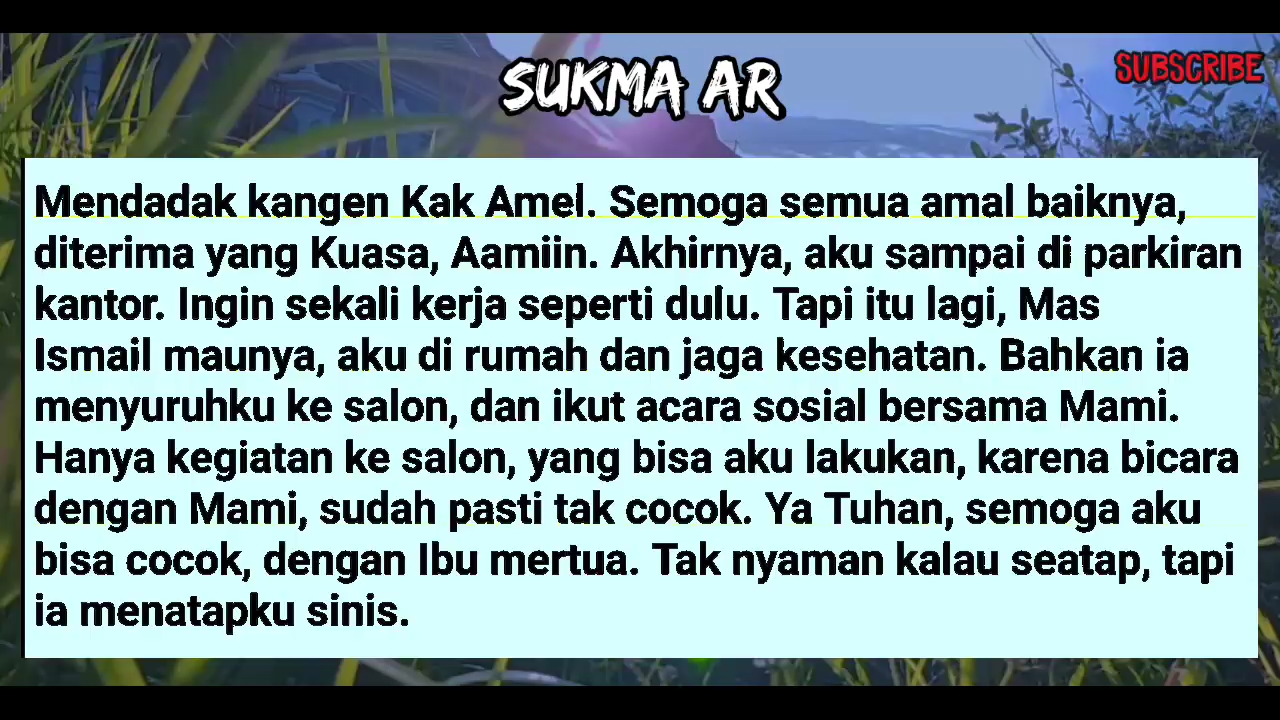 SUKMA AR
SUBSCRIBE
Mendadak kangen Kak Amel. Semoga semua amal baiknya,
diterima yang Kuasa, Aamiin. Akhirnya, aku sampai di parkiran
kantor. Ingin sekali kerja seperti dulu. Tapi itu lagi, Mas
Ismail maunya, aku di rumah dan jaga kesehatan. Bahkan ia
menyuruhku ke salon, dan ikut acara sosial bersama Mami.
Hanya kegiatan ke salon, yang bisa aku lakukan, karena bicara
dengan Mami, sudah pasti tak cocok. Ya Tuhan, semoga aku
bisa cocok, dengan Ibu mertua. Tak nyaman kalau seatap, tapi
ia menatapku sinis.